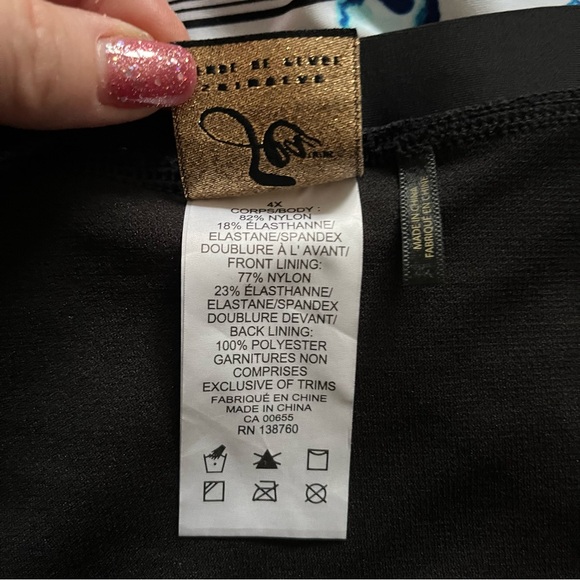 4X
CORPS/BODY :
82% NYLON
18% ÉLASTHANNE/
ELASTANE/SPANDEX
DOUBLURE À L' AVANT/
FRONT LINING:
77% NYLON
23% ÉLASTHANNE/
ELASTANE/SPANDEX
DOUBLURE DEVANT/
BACK LINING:
100% POLYESTER
GARNITURES NON
COMPRISES
EXCLUSIVE OF TRIMS
FABRIQUÉ EN CHINE
MADE IN CHINA
CA 00655
RN 138760
MADE IN CHINA
FABRIQUÉ EN CHINE